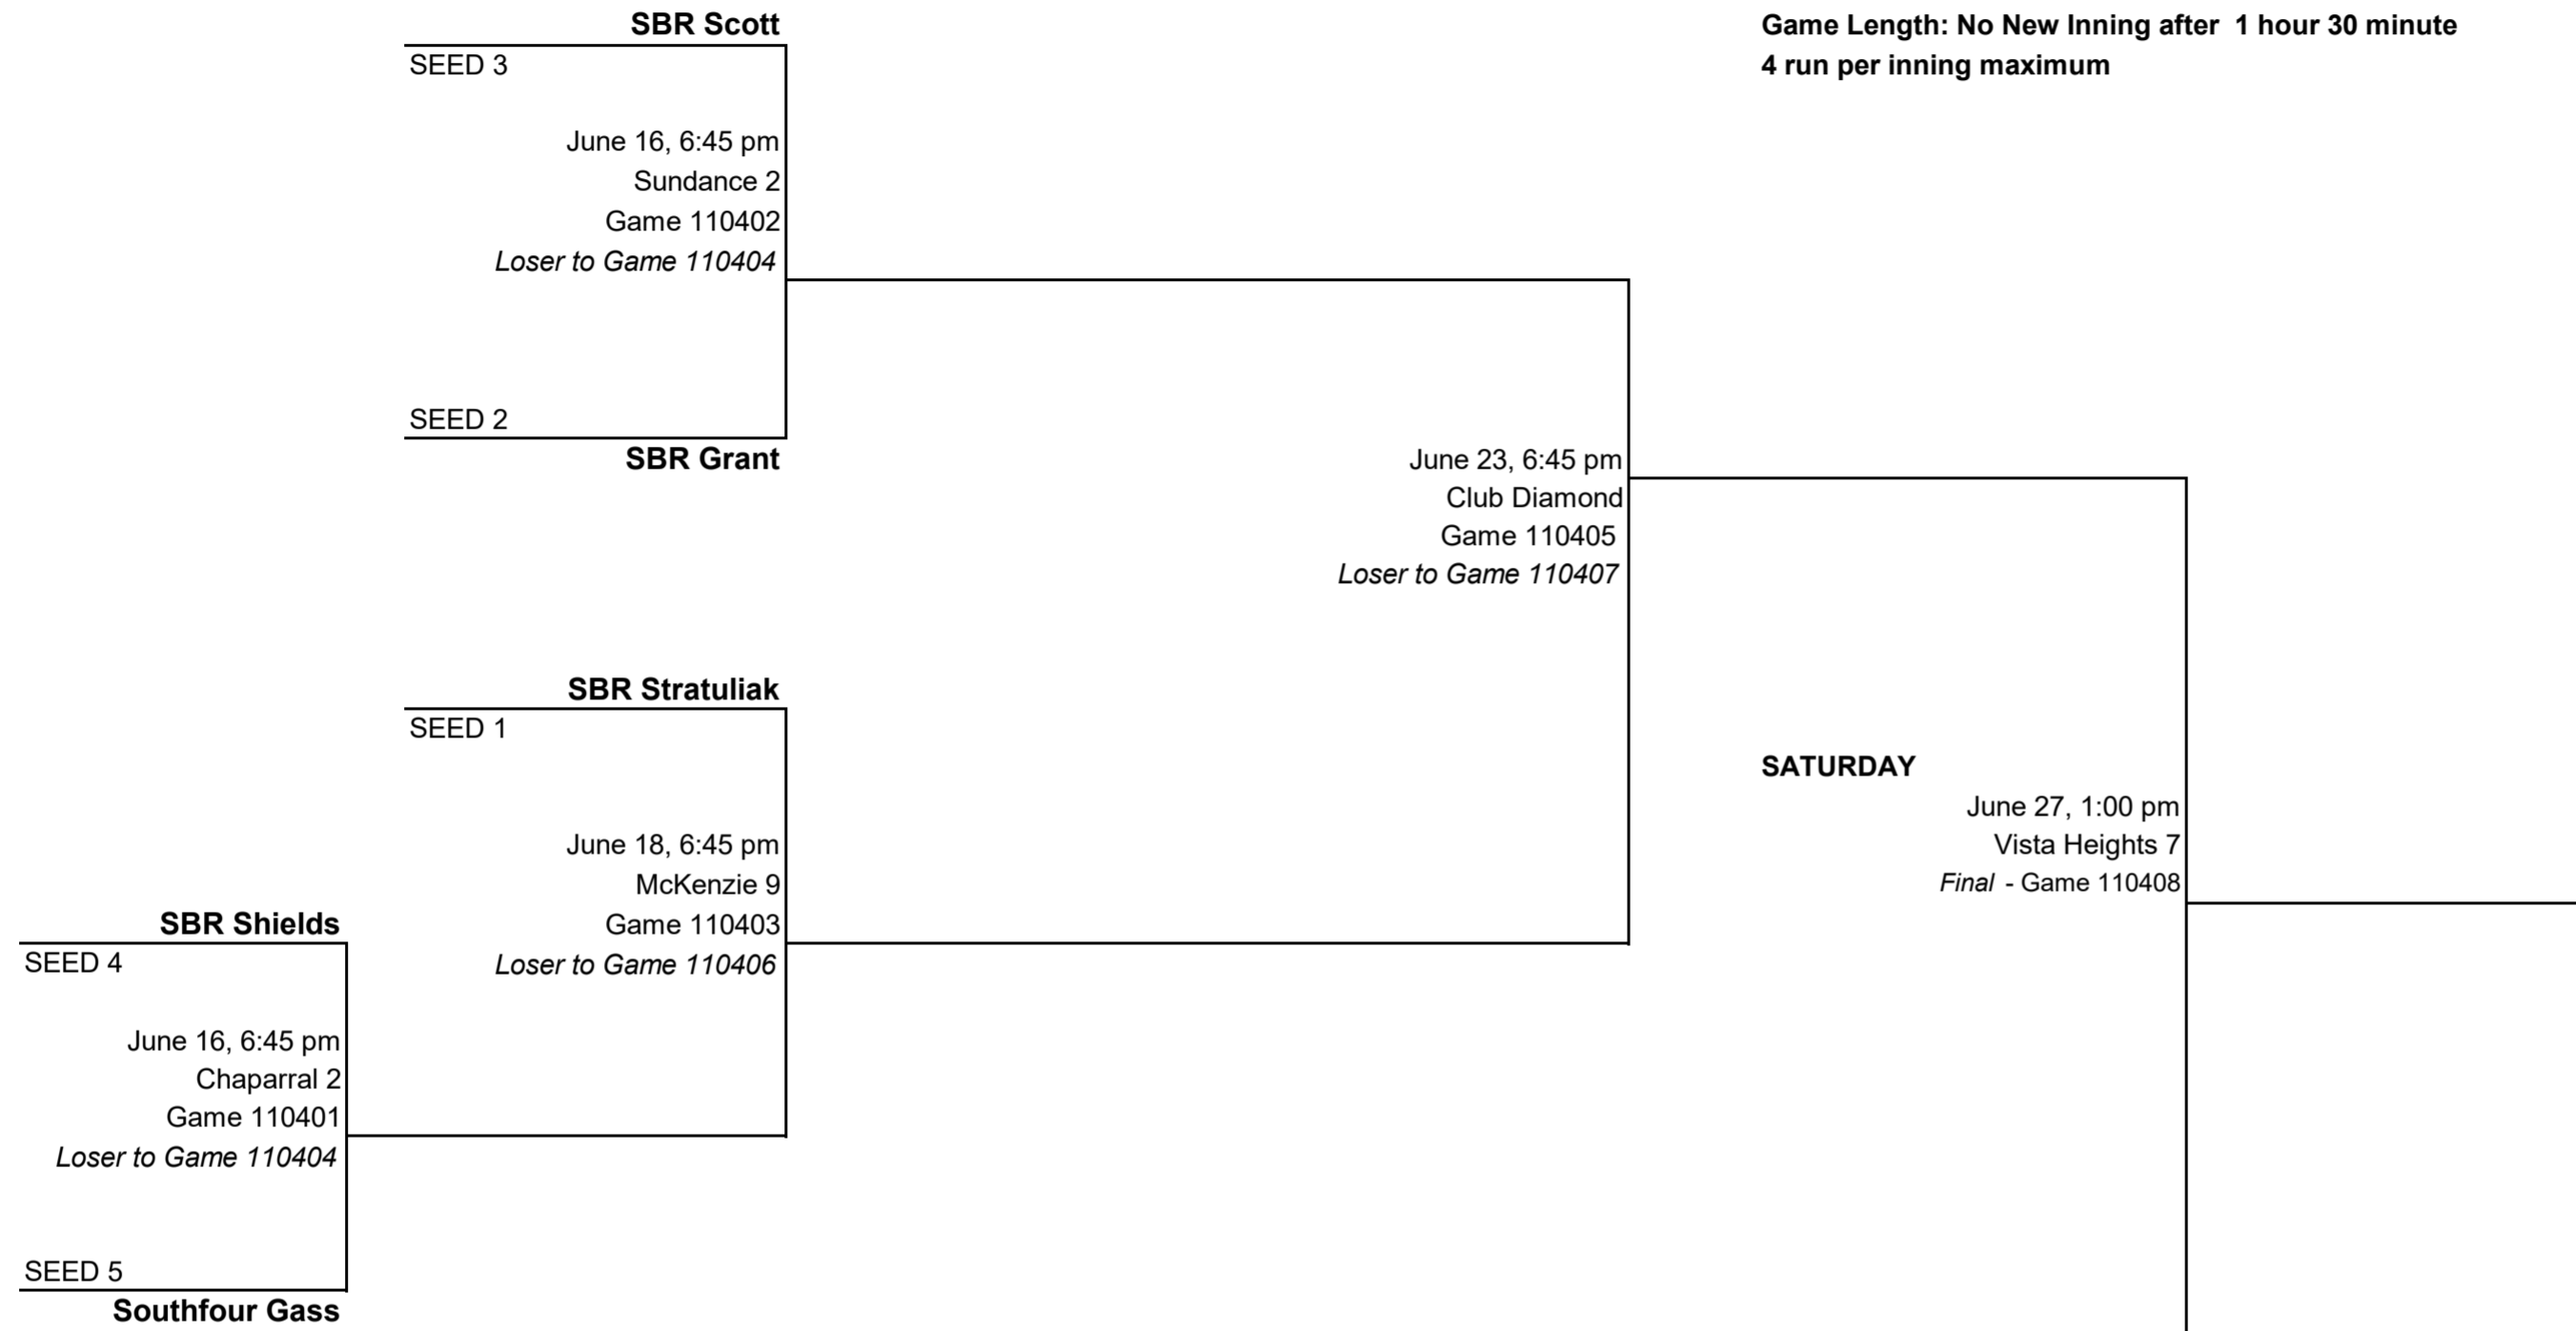 SBR Scott
SEED 3
June 16, 6:45 pm
Sundance 2
Game 110402
Loser to Game 110404
SEED 2
SBR Grant
Game Length: No New Inning after  1 hour 30 minute
4 run per inning maximum
June 23, 6:45 pm
Club Diamond
Game 110405
Loser to Game 110407
SBR Stratuliak
SEED 1
June 18, 6:45 pm
McKenzie 9
Game 110403
Loser to Game 110406
SATURDAY
June 27, 1:00 pm
Vista Heights 7
Final - Game 110408
SBR Shields
SEED 4
June 16, 6:45 pm
Chaparral 2
Game 110401
Loser to Game 110404
SEED 5
Southfour Gass